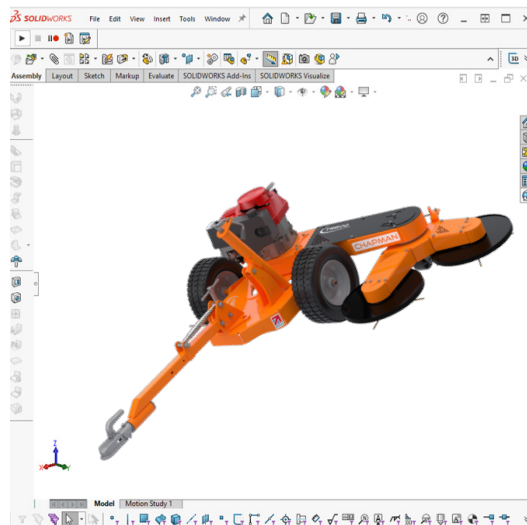 SOLIDWORKS File Edit View Insert Tools Window
3D
Assembly Layout Sketch Markup Evaluate SOLIDWORKS Add-Ins SOLIDWORKS Visualize
CHAPMAN
Z
X Y
Model Motion Study 1